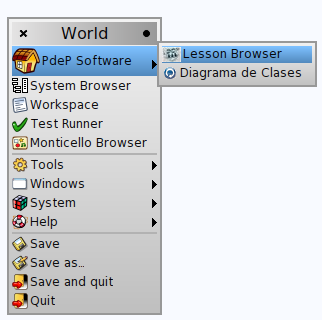 World
PdeP Software
Lesson Browser
Diagrama de Clases
System Browser
Workspace
Test Runner
Monticello Browser
Tools
Windows
System
Help
Save
Save as...
Save and quit
Quit